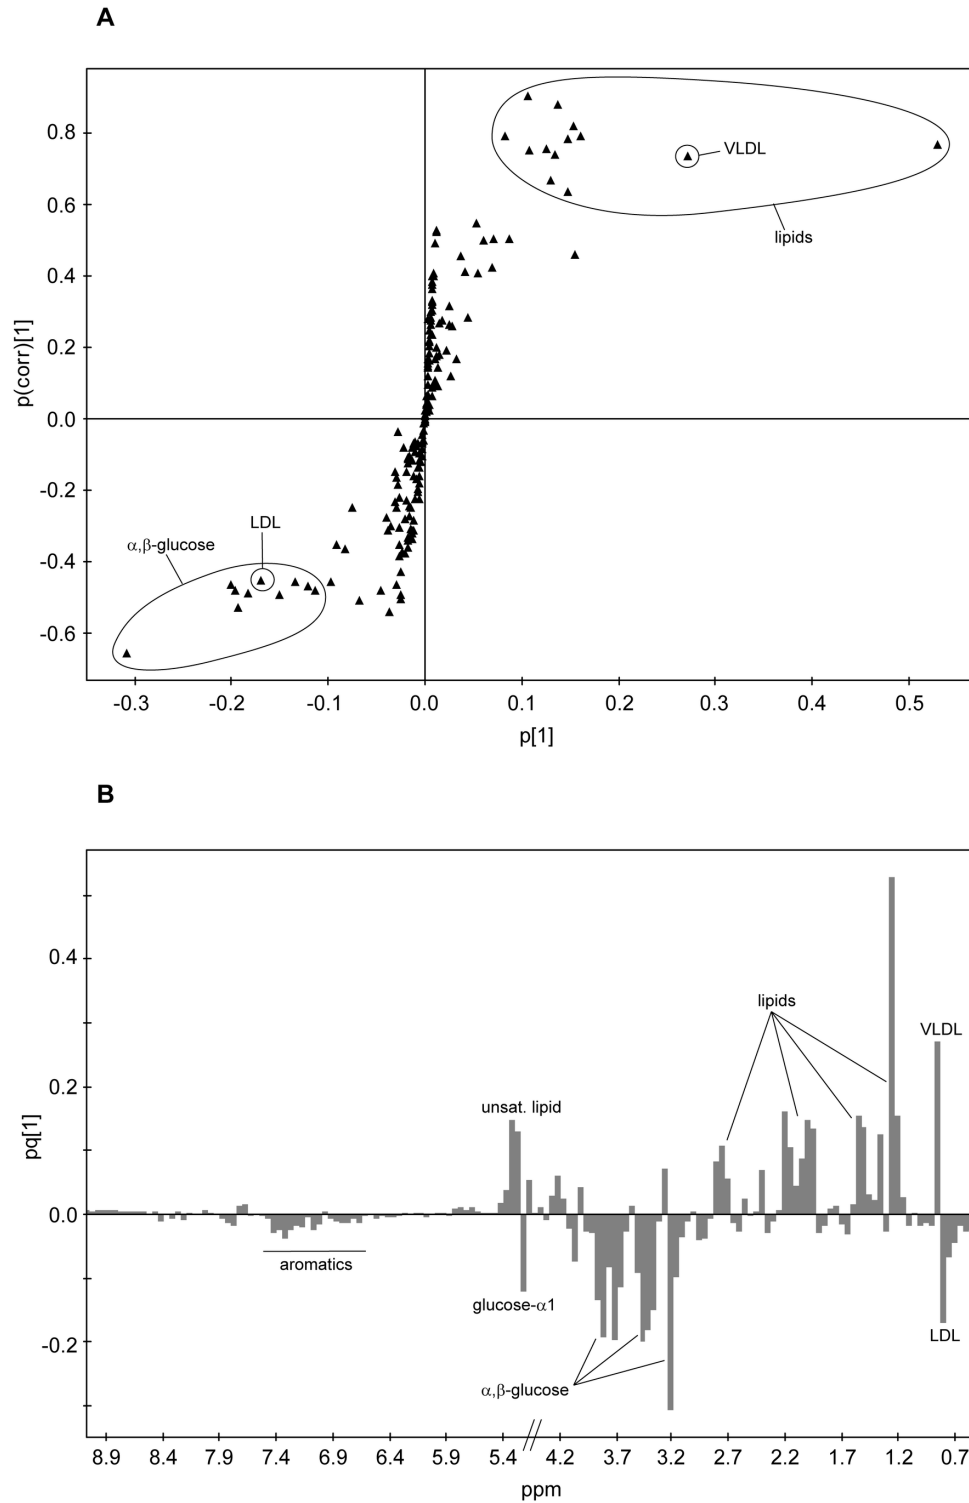 A
0.8
0.6
0.4
0.2
0.0
-0.2
-0.4
-0.6
p(corr)[1]
VLDL
lipids
LDL
α,β-glucose
-0.3 -0.2 -0.1 0.0 0.1 0.2 0.3 0.4 0.5
p[1]
B
0.4
0.2
0.0
-0.2
pq[1]
lipids
VLDL
unsat. lipid
aromatics
glucose-α1
LDL
α,β-glucose
8.9 8.4 7.9 7.4 6.9 6.4 5.9 5.4 4.2 3.7 3.2 2.7 2.2 1.7 1.2 0.7
ppm